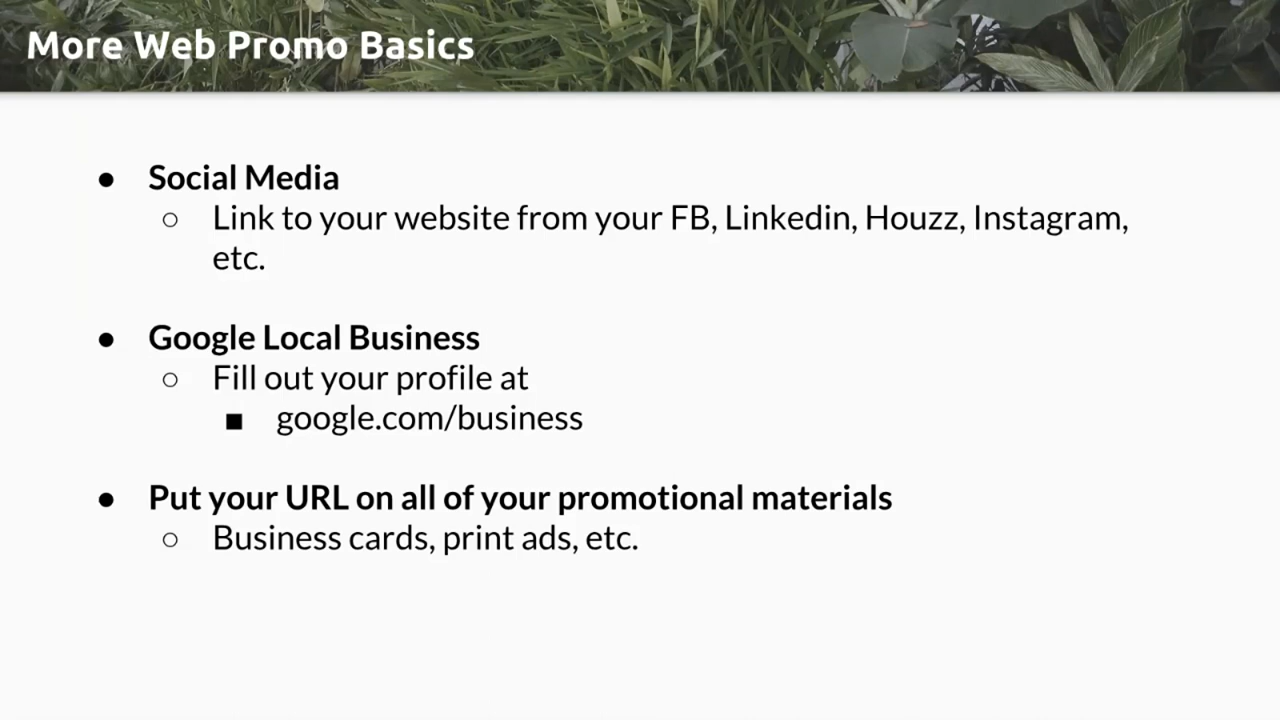 More Web Promo Basics
● Social Media
○ Link to your website from your FB, Linkedin, Houzz, Instagram,
etc.
● Google Local Business
○ Fill out your profile at
■ google.com/business
● Put your URL on all of your promotional materials
○ Business cards, print ads, etc.